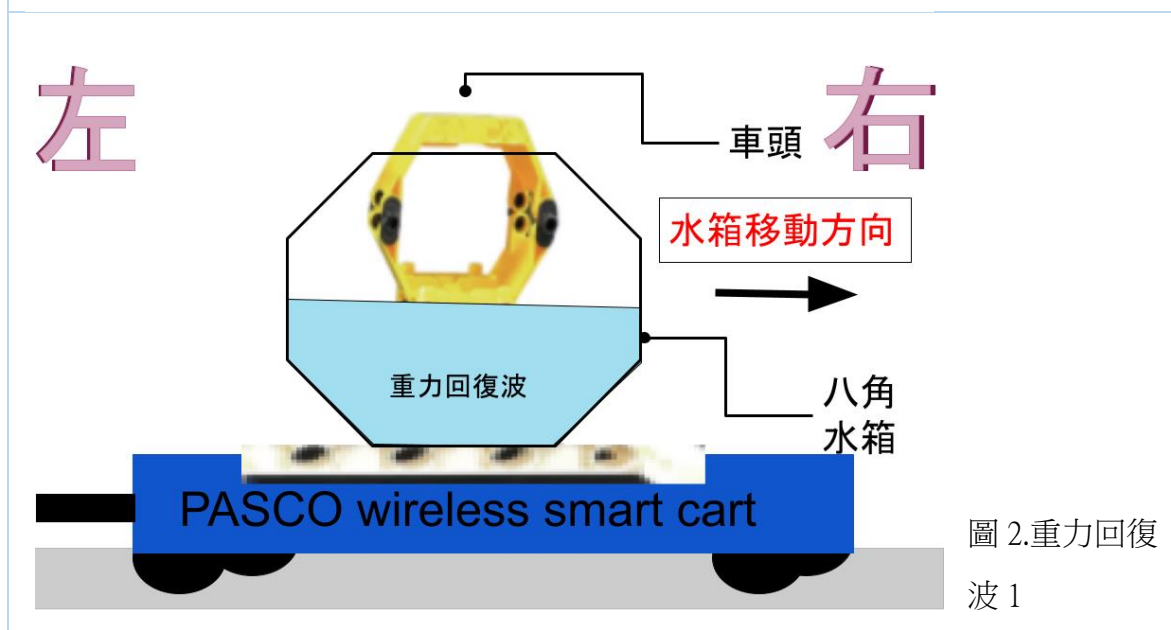 左
右
車頭
水箱移動方向
重力回復波
八角
水箱
PASCO wireless smart cart
圖 2.重力回復
波 1